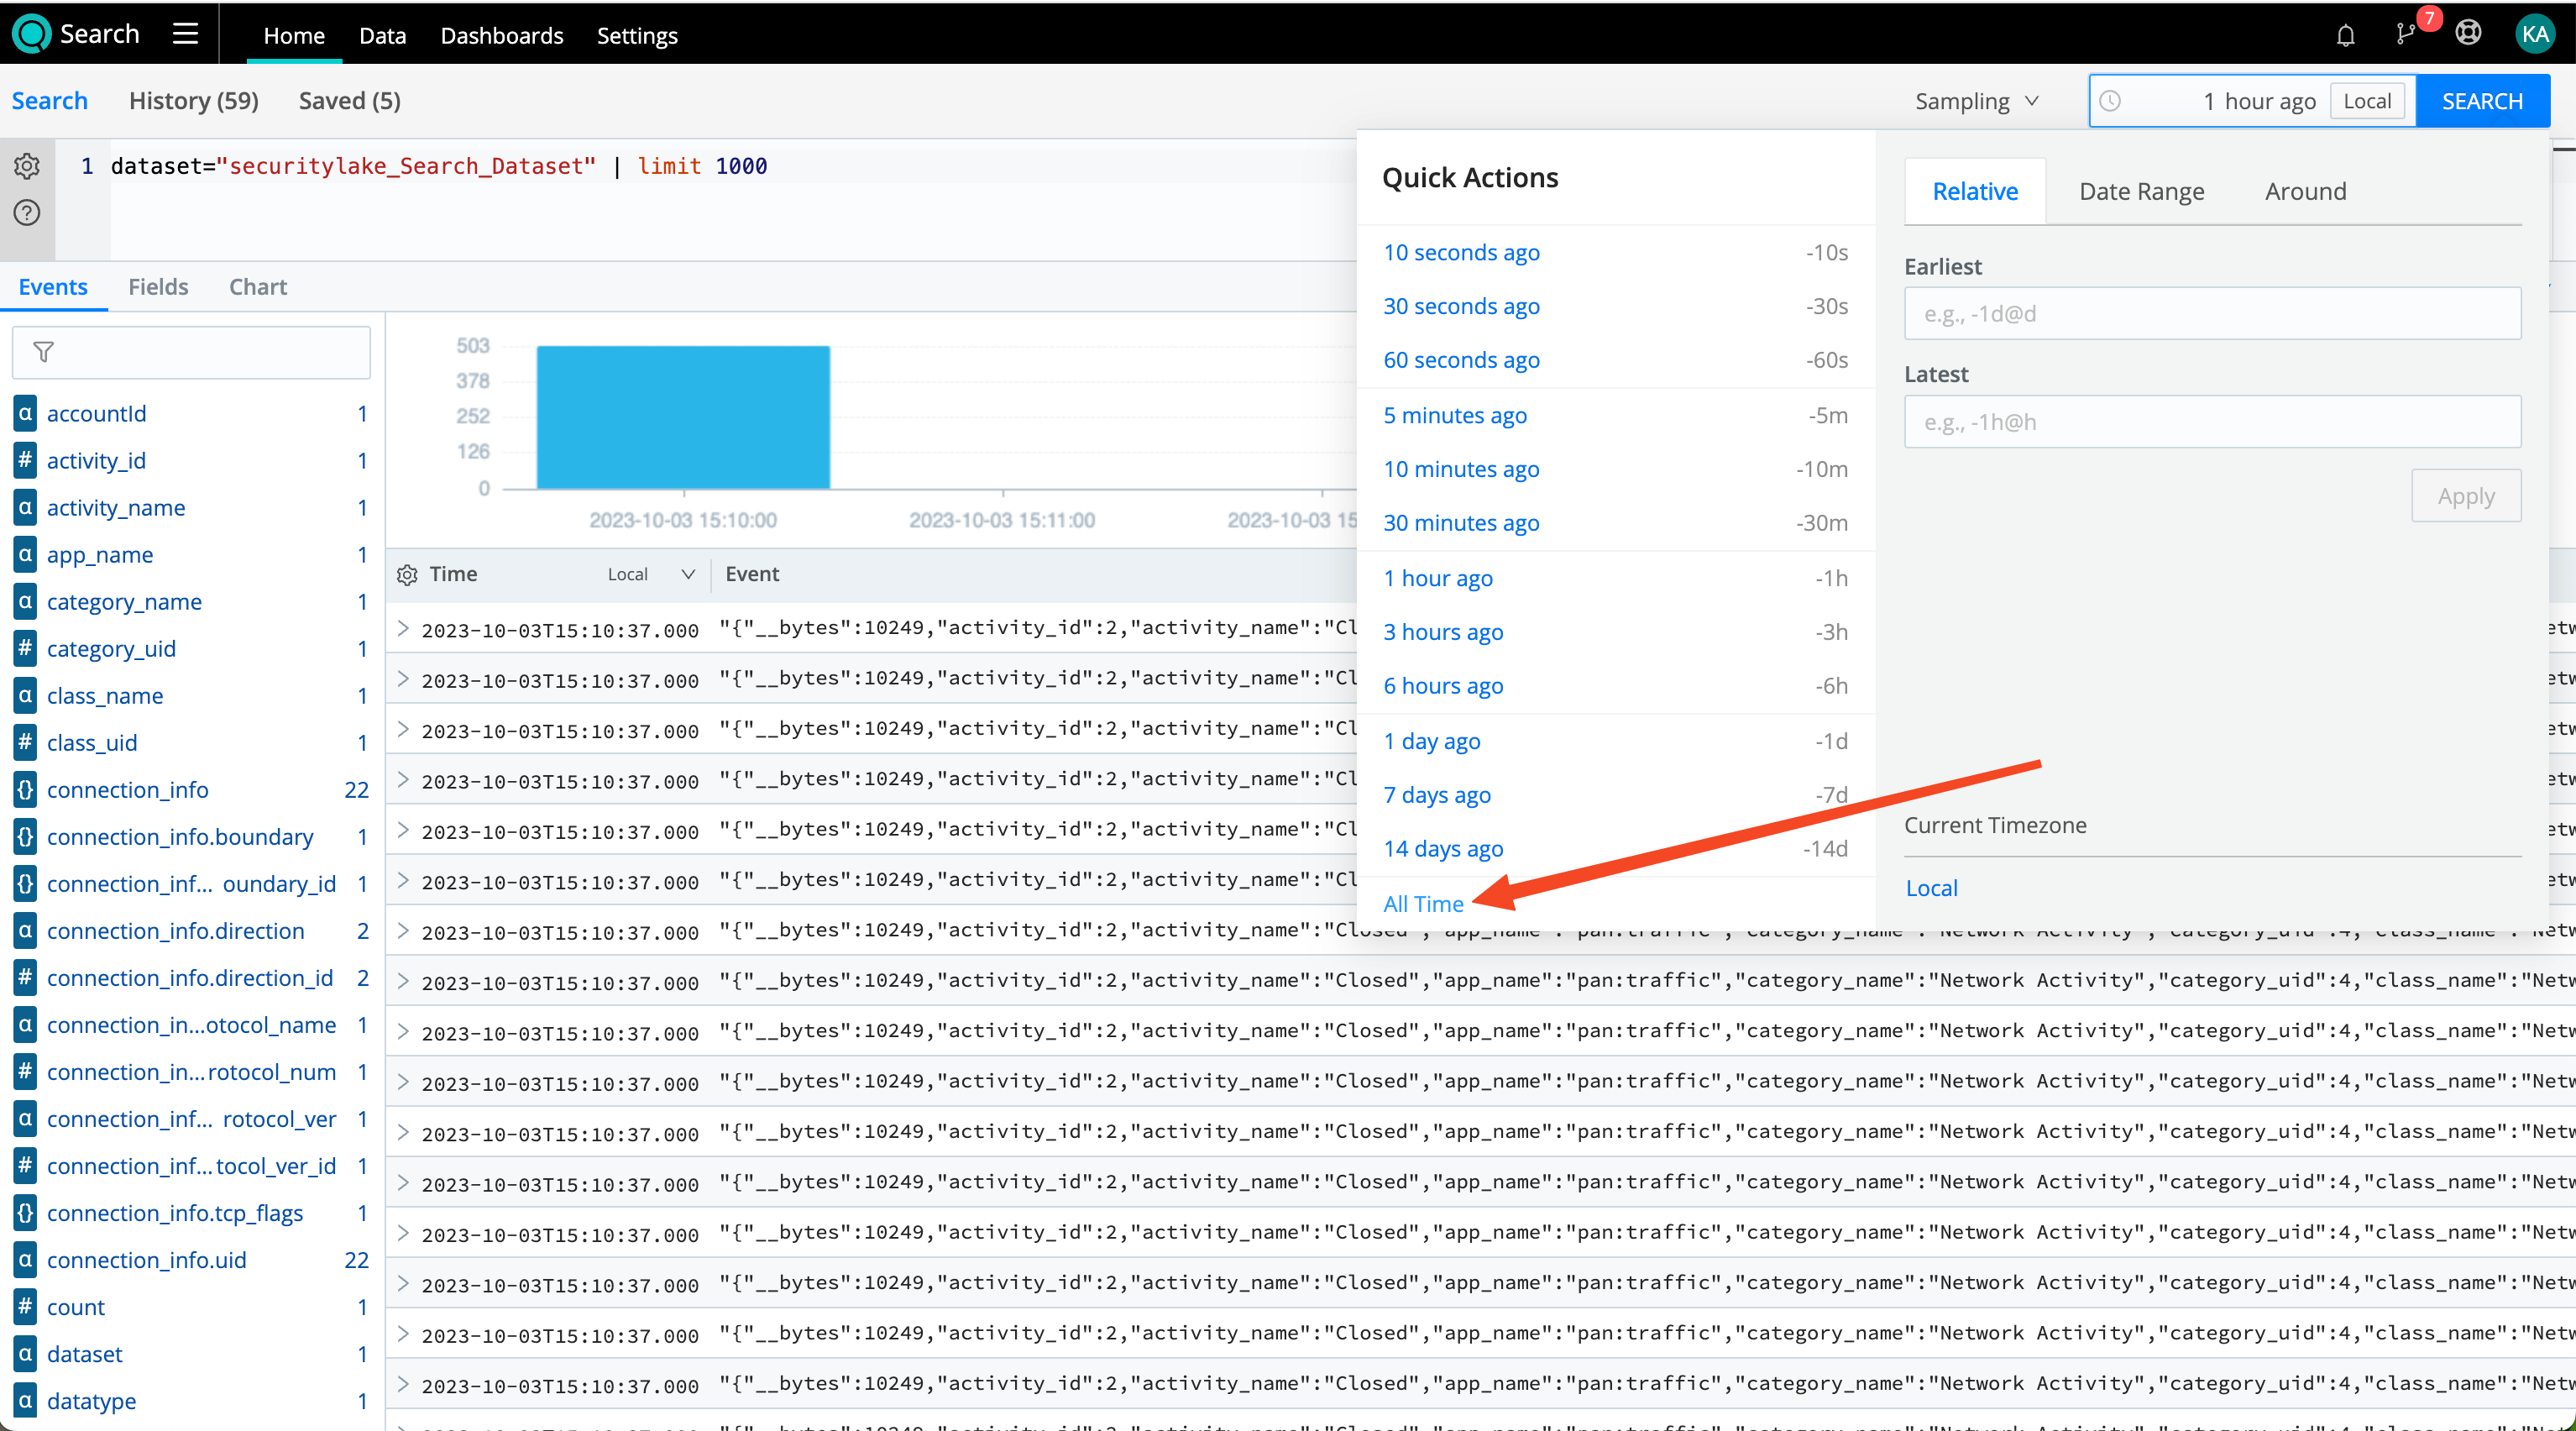 Search Home Data Dashboards Settings 7 KA
Search History (59) Saved (5) Sampling 1 hour ago Local SEARCH
1 dataset="securitylake_Search_Dataset" | limit 1000
Events Fields Chart
accountId 1
activity_id 1
activity_name 1
app_name 1
category_name 1
category_uid 1
class_name 1
class_uid 1
connection_info 22
connection_info.boundary 1
connection_inf... oundary_id 1
connection_info.direction 2
connection_info.direction_id 2
connection_in...otocol_name 1
connection_in...rotocol_num 1
connection_inf... rotocol_ver 1
connection_inf...tocol_ver_id 1
connection_info.tcp_flags 1
connection_info.uid 22
count 1
dataset 1
datatype 1
503
378
252
126
0
2023-10-03 15:10:00 2023-10-03 15:11:00 2023-10-03 15
Time Local Event
2023-10-03T15:10:37.000 "{"__bytes":10249,"activity_id":2,"activity_name":"Cl
2023-10-03T15:10:37.000 "{"__bytes":10249,"activity_id":2,"activity_name":"Cl
2023-10-03T15:10:37.000 "{"__bytes":10249,"activity_id":2,"activity_name":"Cl
2023-10-03T15:10:37.000 "{"__bytes":10249,"activity_id":2,"activity_name":"Cl
2023-10-03T15:10:37.000 "{"__bytes":10249,"activity_id":2,"activity_name":"Cl
2023-10-03T15:10:37.000 "{"__bytes":10249,"activity_id":2,"activity_name":"Cl
2023-10-03T15:10:37.000 "{"__bytes":10249,"activity_id":2,"activity_name":"Closed","app_name":"pan:traffic","category_name":"Network Activity","category_uid":4,"class_name":"Netw
2023-10-03T15:10:37.000 "{"__bytes":10249,"activity_id":2,"activity_name":"Closed","app_name":"pan:traffic","category_name":"Network Activity","category_uid":4,"class_name":"Netw
2023-10-03T15:10:37.000 "{"__bytes":10249,"activity_id":2,"activity_name":"Closed","app_name":"pan:traffic","category_name":"Network Activity","category_uid":4,"class_name":"Netw
2023-10-03T15:10:37.000 "{"__bytes":10249,"activity_id":2,"activity_name":"Closed","app_name":"pan:traffic","category_name":"Network Activity","category_uid":4,"class_name":"Netw
2023-10-03T15:10:37.000 "{"__bytes":10249,"activity_id":2,"activity_name":"Closed","app_name":"pan:traffic","category_name":"Network Activity","category_uid":4,"class_name":"Netw
2023-10-03T15:10:37.000 "{"__bytes":10249,"activity_id":2,"activity_name":"Closed","app_name":"pan:traffic","category_name":"Network Activity","category_uid":4,"class_name":"Netw
2023-10-03T15:10:37.000 "{"__bytes":10249,"activity_id":2,"activity_name":"Closed","app_name":"pan:traffic","category_name":"Network Activity","category_uid":4,"class_name":"Netw
2023-10-03T15:10:37.000 "{"__bytes":10249,"activity_id":2,"activity_name":"Closed","app_name":"pan:traffic","category_name":"Network Activity","category_uid":4,"class_name":"Netw
2023-10-03T15:10:37.000 "{"__bytes":10249,"activity_id":2,"activity_name":"Closed","app_name":"pan:traffic","category_name":"Network Activity","category_uid":4,"class_name":"Netw
2023-10-03T15:10:37.000 "{"__bytes":10249,"activity_id":2,"activity_name":"Closed","app_name":"pan:traffic","category_name":"Network Activity","category_uid":4,"class_name":"Netw
Quick Actions
10 seconds ago -10s
30 seconds ago -30s
60 seconds ago -60s
5 minutes ago -5m
10 minutes ago -10m
30 minutes ago -30m
1 hour ago -1h
3 hours ago -3h
6 hours ago -6h
1 day ago -1d
7 days ago -7d
14 days ago -14d
All Time
Relative Date Range Around
Earliest
e.g., -1d@d
Latest
e.g., -1h@h
Apply
Current Timezone
Local